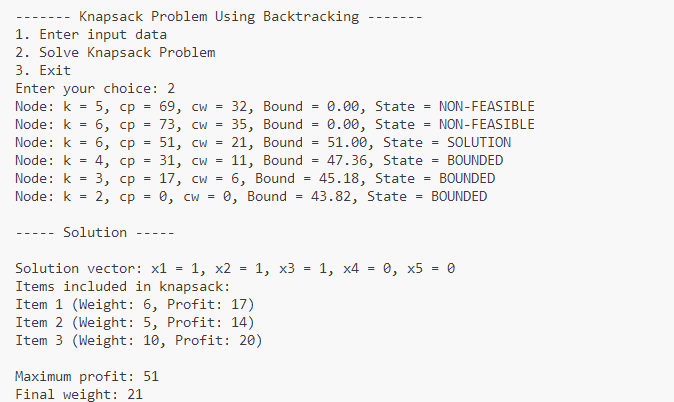 ------- Knapsack Problem Using Backtracking -------
1. Enter input data
2. Solve Knapsack Problem
3. Exit
Enter your choice: 2
Node: k = 5, cp = 69, cw = 32, Bound = 0.00, State = NON-FEASIBLE
Node: k = 6, cp = 73, cw = 35, Bound = 0.00, State = NON-FEASIBLE
Node: k = 6, cp = 51, cw = 21, Bound = 51.00, State = SOLUTION
Node: k = 4, cp = 31, cw = 11, Bound = 47.36, State = BOUNDED
Node: k = 3, cp = 17, cw = 6, Bound = 45.18, State = BOUNDED
Node: k = 2, cp = 0, cw = 0, Bound = 43.82, State = BOUNDED
----- Solution -----
Solution vector: x1 = 1, x2 = 1, x3 = 1, x4 = 0, x5 = 0
Items included in knapsack:
Item 1 (Weight: 6, Profit: 17)
Item 2 (Weight: 5, Profit: 14)
Item 3 (Weight: 10, Profit: 20)
Maximum profit: 51
Final weight: 21